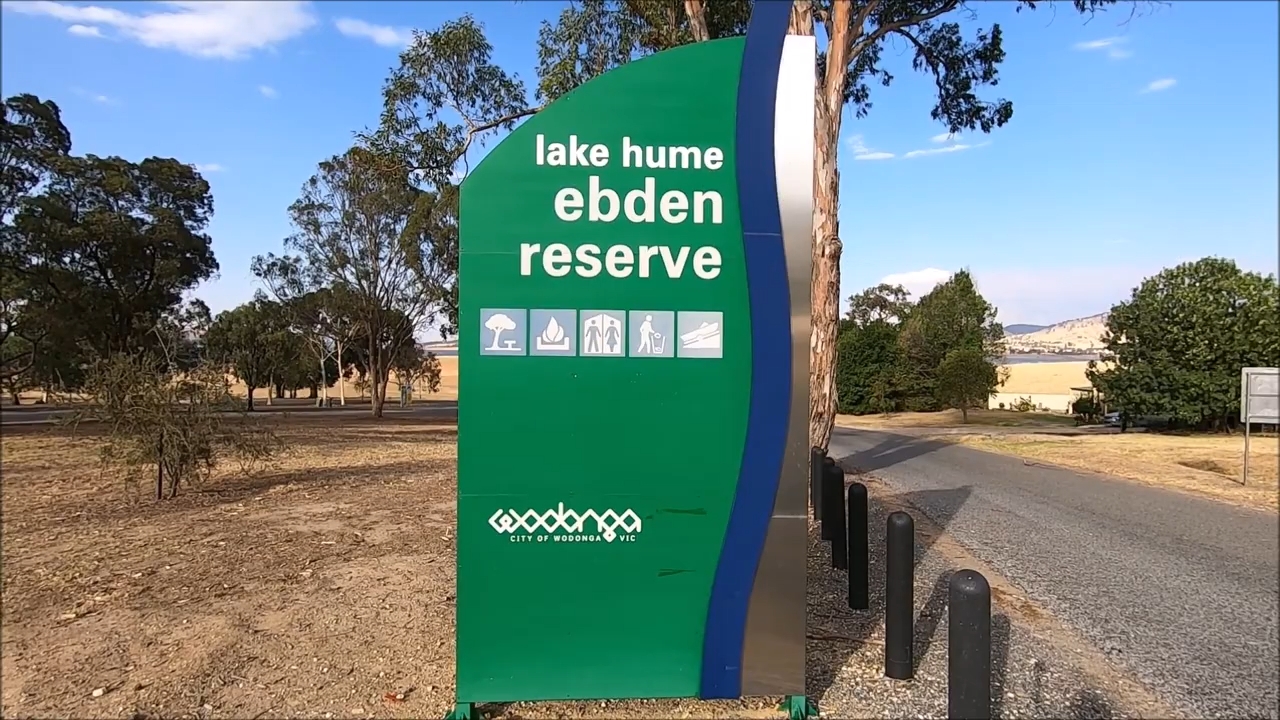 lake hume
ebden
reserve
wodonga
CITY OF WODONGA VIC